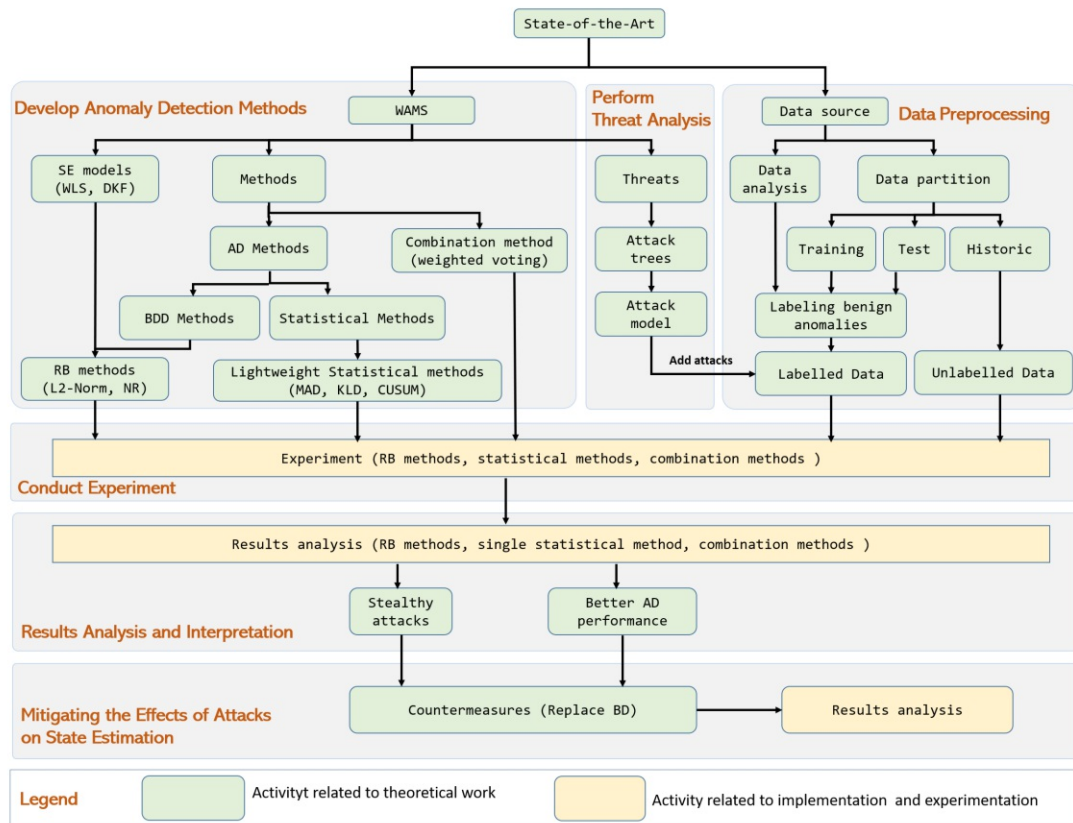 State-of-the-Art
Develop Anomaly Detection Methods
WAMS
Perform
Threat Analysis
Data source
Data Preprocessing
SE models
(WLS, DKF)
Methods
Threats
Data
analysis
Data partition
AD Methods
Combination method
(weighted voting)
Attack
trees
Training
Test
Historic
BDD Methods
Statistical Methods
Attack
model
Labeling benign
anomalies
RB methods
(L2-Norm, NR)
Lightweight Statistical methods
(MAD, KLD, CUSUM)
Add attacks
Labelled Data
Unlabelled Data
Experiment (RB methods, statistical methods, combination methods )
Conduct Experiment
Results analysis (RB methods, single statistical method, combination methods )
Stealthy
attacks
Better AD
performance
Results Analysis and Interpretation
Countermeasures (Replace BD)
Results analysis
Mitigating the Effects of Attacks
on State Estimation
Legend
Activityt related to theoretical work
Activity related to implementation and experimentation